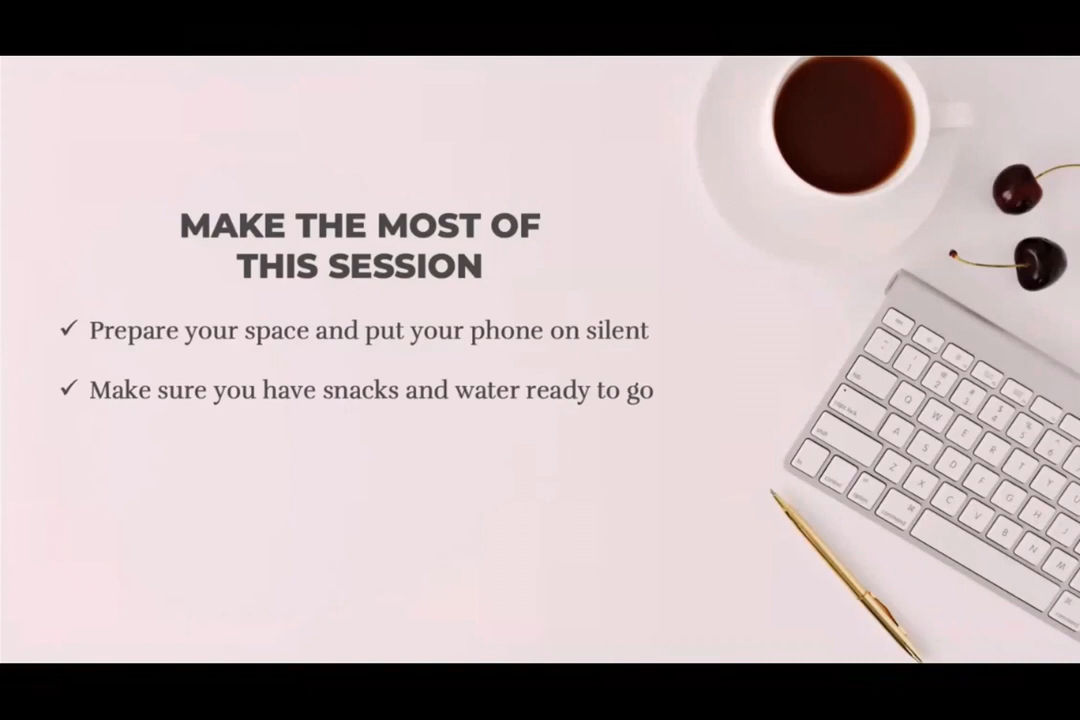 MAKE THE MOST OF
THIS SESSION
✓ Prepare your space and put your phone on silent
✓ Make sure you have snacks and water ready to go